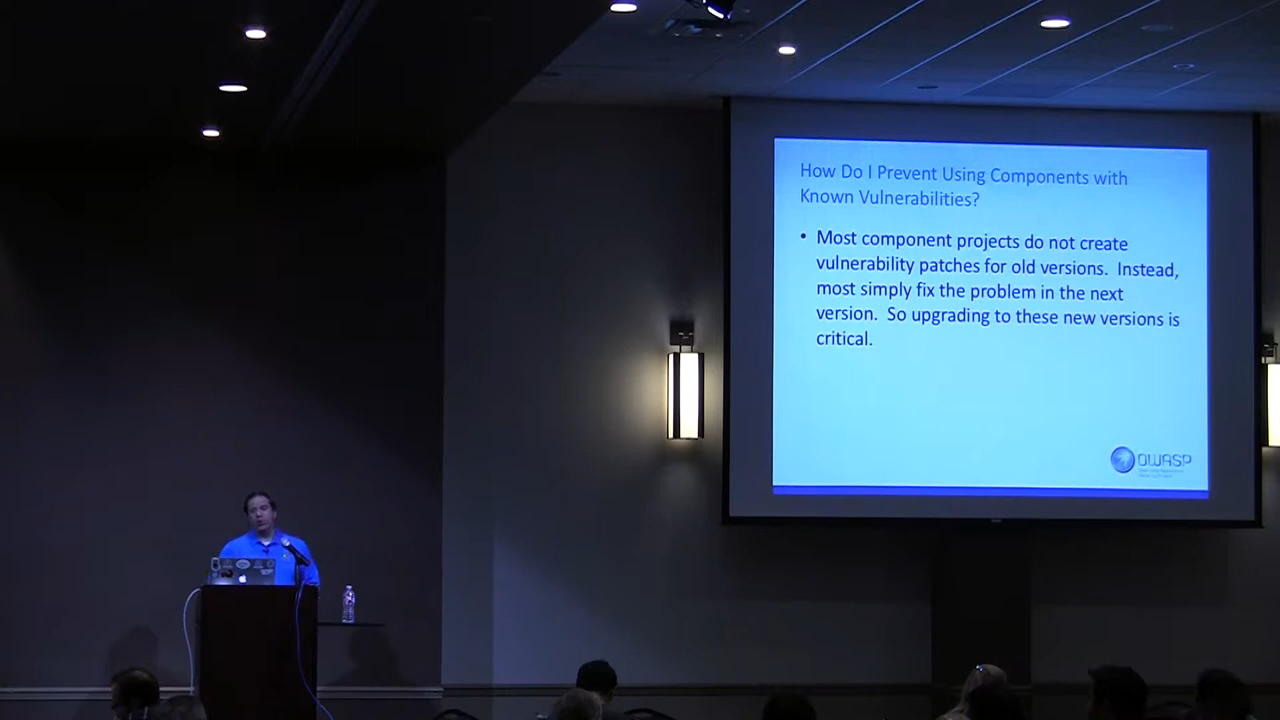 How Do I Prevent Using Components with
Known Vulnerabilities?
• Most component projects do not create
vulnerability patches for old versions. Instead,
most simply fix the problem in the next
version. So upgrading to these new versions is
critical.
OWASP